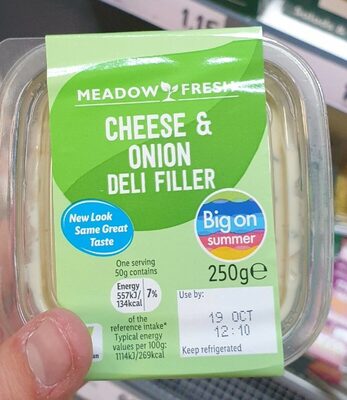 1.15
MEADOW FRESH
CHEESE &
ONION
DELI FILLER
New Look
Same Great
Taste
Big on
summer
250g℮
One serving
50g contains
Energy
557kJ/
134kcal
7%
of the
reference intake*
Typical energy
values per 100g:
1114kJ/269kcal
Use by:
19 OCT
12:10
Keep refrigerated